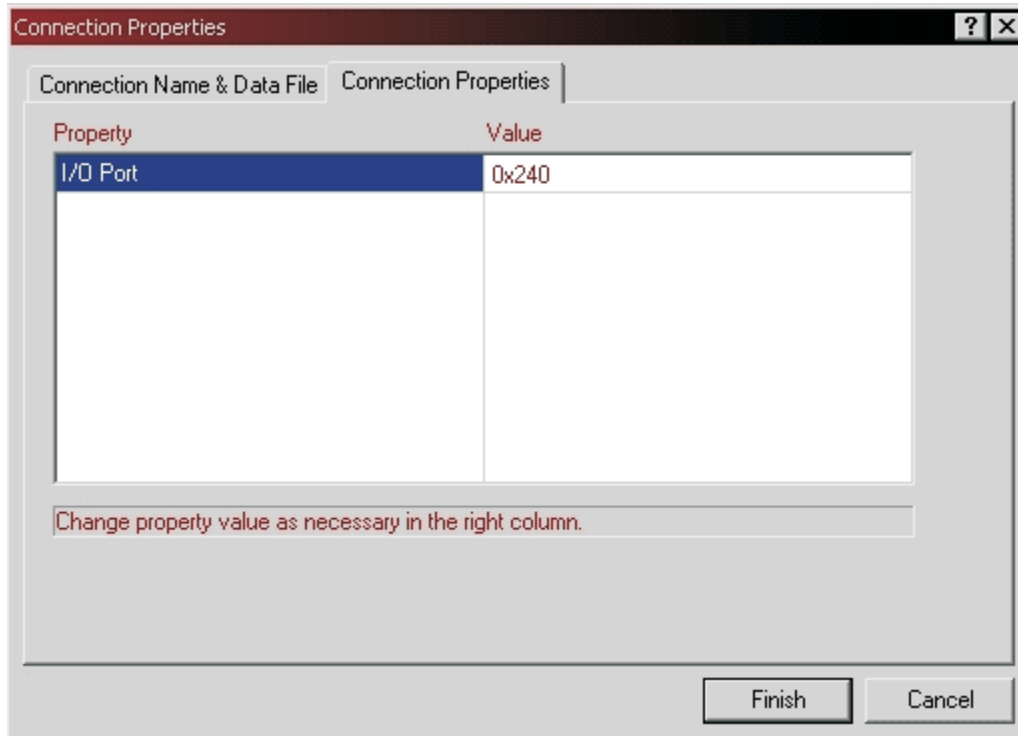 Connection Properties
Connection Name & Data File Connection Properties
Property Value
I/O Port 0x240
Change property value as necessary in the right column.
Finish Cancel